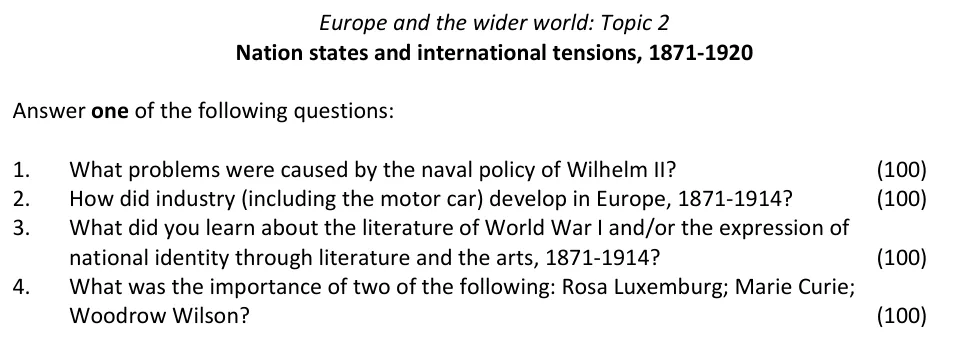 Europe and the wider world: Topic 2
Nation states and international tensions, 1871-1920
Answer one of the following questions:
1. What problems were caused by the naval policy of Wilhelm II? (100)
2. How did industry (including the motor car) develop in Europe, 1871-1914? (100)
3. What did you learn about the literature of World War I and/or the expression of
national identity through literature and the arts, 1871-1914? (100)
4. What was the importance of two of the following: Rosa Luxemburg; Marie Curie;
Woodrow Wilson? (100)